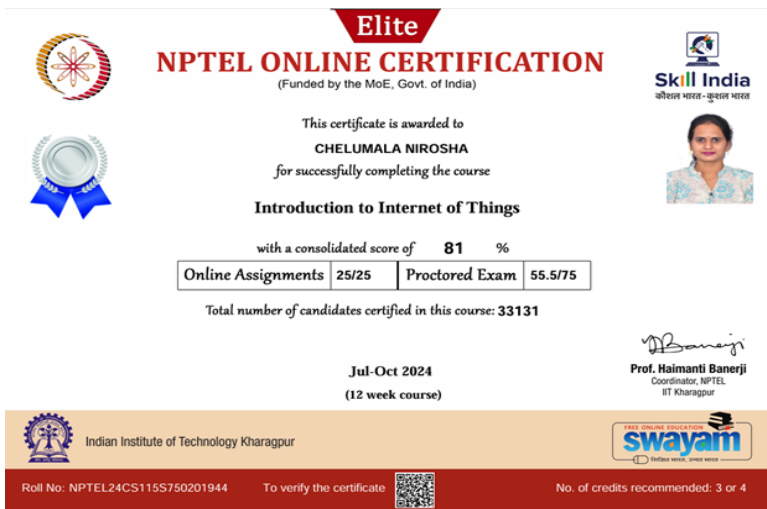 Elite
NPTEL ONLINE CERTIFICATION
(Funded by the MoE, Govt. of India)
Skill India
कौशल भारत - कुशल भारत
This certificate is awarded to
CHELUMALA NIROSHA
for successfully completing the course
Introduction to Internet of Things
with a consolidated score of 81 %
Online Assignments 25/25 Proctored Exam 55.5/75
Total number of candidates certified in this course: 33131
Jul-Oct 2024
(12 week course)
Prof. Haimanti Banerji
Coordinator, NPTEL
IIT Kharagpur
Indian Institute of Technology Kharagpur
FREE ONLINE EDUCATION
swayam
शिक्षित भारत, उन्नत भारत
Roll No: NPTEL24CS115S750201944 To verify the certificate No. of credits recommended: 3 or 4